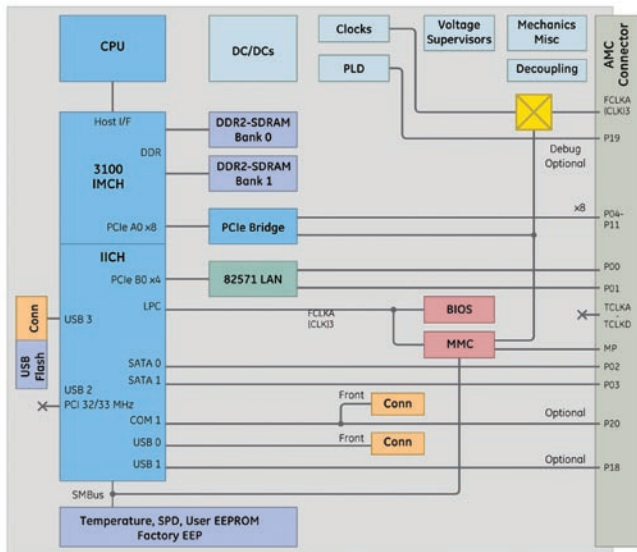 CPU
DC/DCs
Clocks
Voltage
Supervisors
Mechanics
Misc
AMC
Connector
PLD
Decoupling
FCLKA
(CLK)3
Host I/F
DDR2-SDRAM
Bank 0
P19
DDR
Debug
Optional
3100
IMCH
DDR2-SDRAM
Bank 1
x8
P04-
P11
PCIe A0 x8
PCIe Bridge
IICH
P00
PCIe B0 x4
82571 LAN
P01
LPC
FCLKA
(CLK)3
BIOS
TCLKA
-
TCLKD
Conn
USB 3
MMC
MP
USB
Flash
SATA 0
P02
SATA 1
P03
USB 2
PCI 32/33 MHz
Front
Conn
COM 1
Optional
P20
USB 0
Front
Conn
USB 1
Optional
P18
SMBus
Temperature, SPD, User EEPROM
Factory EEP